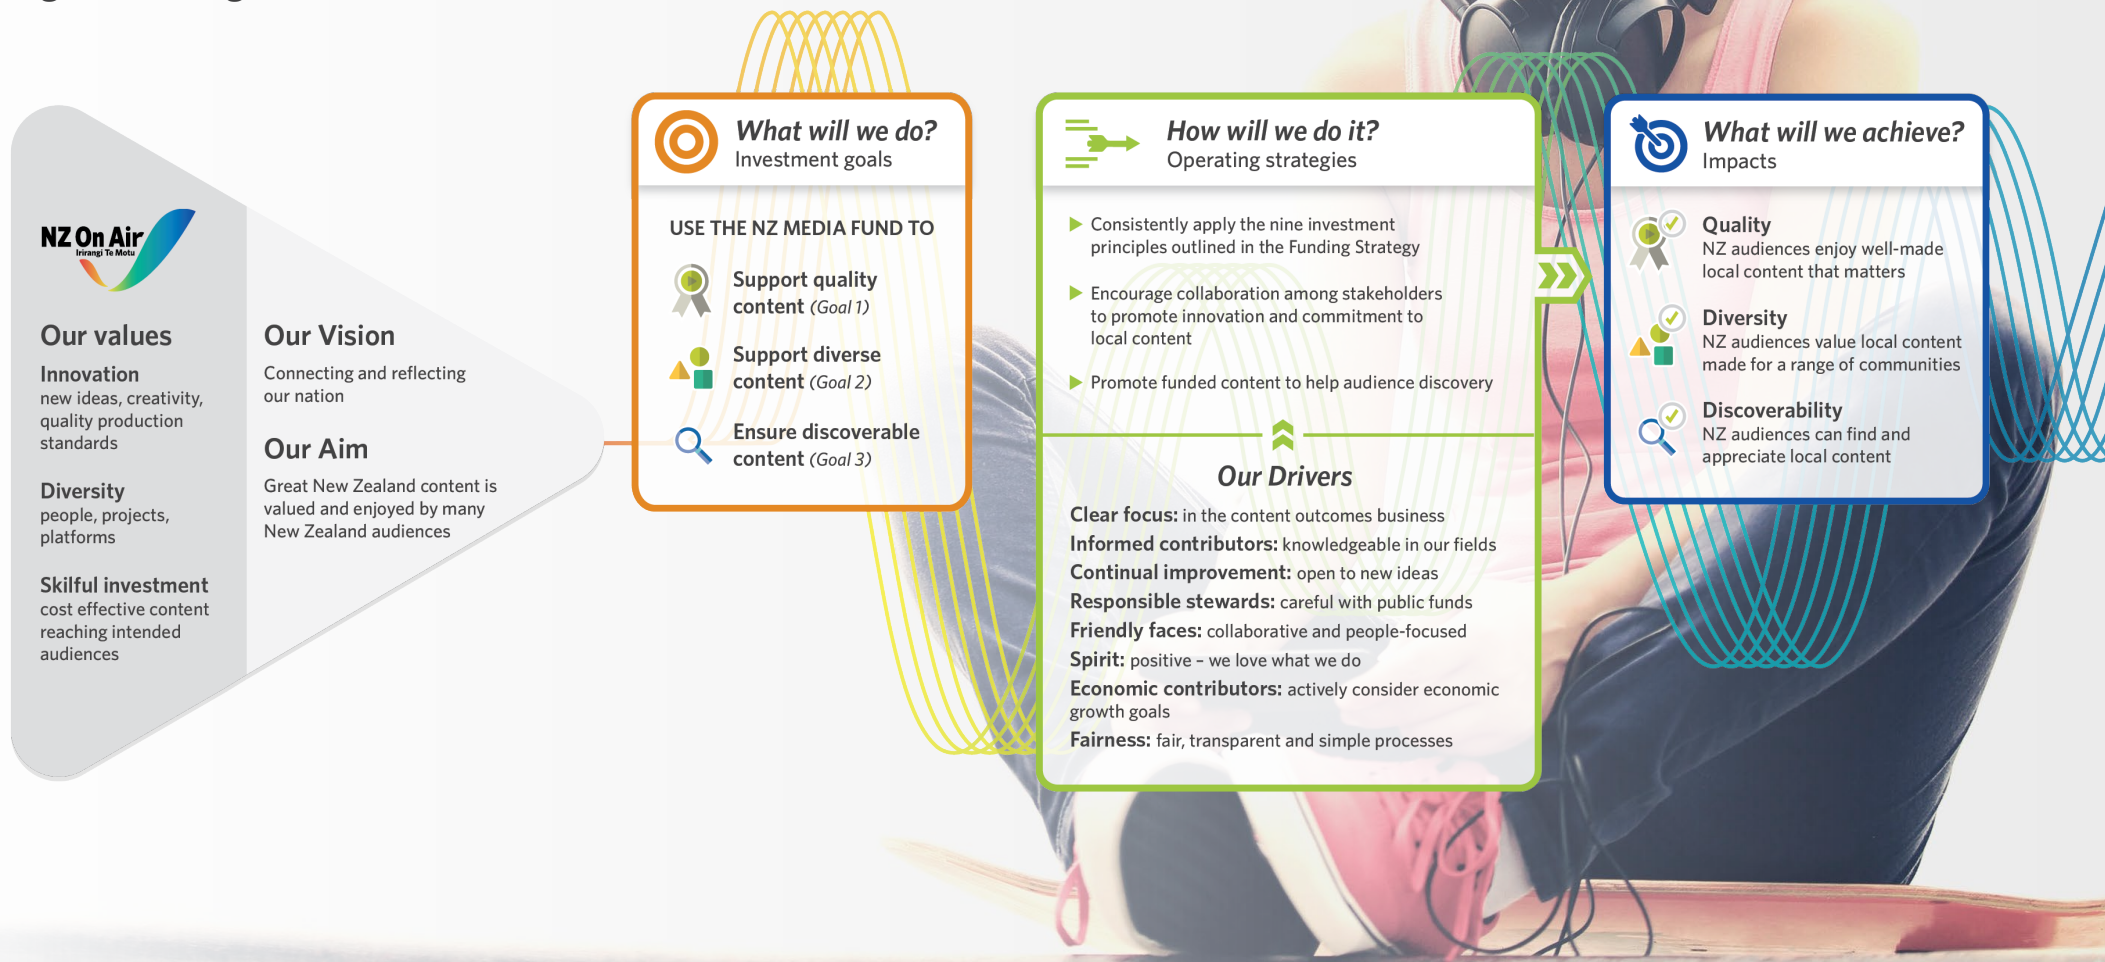 NZ On Air
Irirangi Te Motu
Our values
Innovation
new ideas, creativity,
quality production
standards
Diversity
people, projects,
platforms
Skilful investment
cost effective content
reaching intended
audiences
Our Vision
Connecting and reflecting
our nation
Our Aim
Great New Zealand content is
valued and enjoyed by many
New Zealand audiences
What will we do?
Investment goals
USE THE NZ MEDIA FUND TO
Support quality
content (Goal 1)
Support diverse
content (Goal 2)
Ensure discoverable
content (Goal 3)
How will we do it?
Operating strategies
Consistently apply the nine investment
principles outlined in the Funding Strategy
Encourage collaboration among stakeholders
to promote innovation and commitment to
local content
Promote funded content to help audience discovery
Our Drivers
Clear focus: in the content outcomes business
Informed contributors: knowledgeable in our fields
Continual improvement: open to new ideas
Responsible stewards: careful with public funds
Friendly faces: collaborative and people-focused
Spirit: positive – we love what we do
Economic contributors: actively consider economic
growth goals
Fairness: fair, transparent and simple processes
What will we achieve?
Impacts
Quality
NZ audiences enjoy well-made
local content that matters
Diversity
NZ audiences value local content
made for a range of communities
Discoverability
NZ audiences can find and
appreciate local content